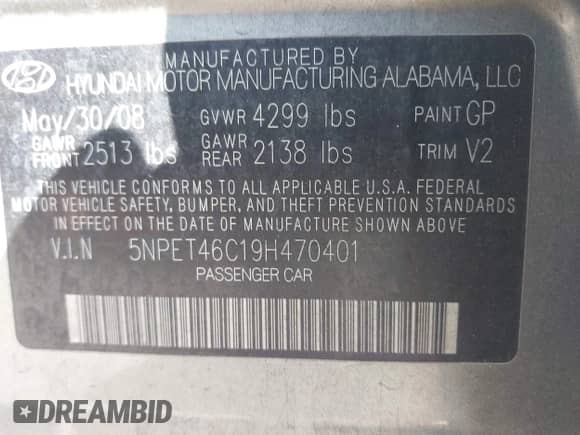 MANUFACTURED BY
HYUNDAI MOTOR MANUFACTURING ALABAMA, LLC
May/30/08 GVWR 4299 lbs PAINT GP
GAWR FRONT 2513 lbs GAWR REAR 2138 lbs TRIM V2
THIS VEHICLE CONFORMS TO ALL APPLICABLE U.S.A. FEDERAL
MOTOR VEHICLE SAFETY, BUMPER, AND THEFT STANDARDS
IN EFFECT ON THE DATE OF MANUFACTURE SHOWN ABOVE
V.I.N 5NPET46C19H470401
PASSENGER CAR
DREAMBID